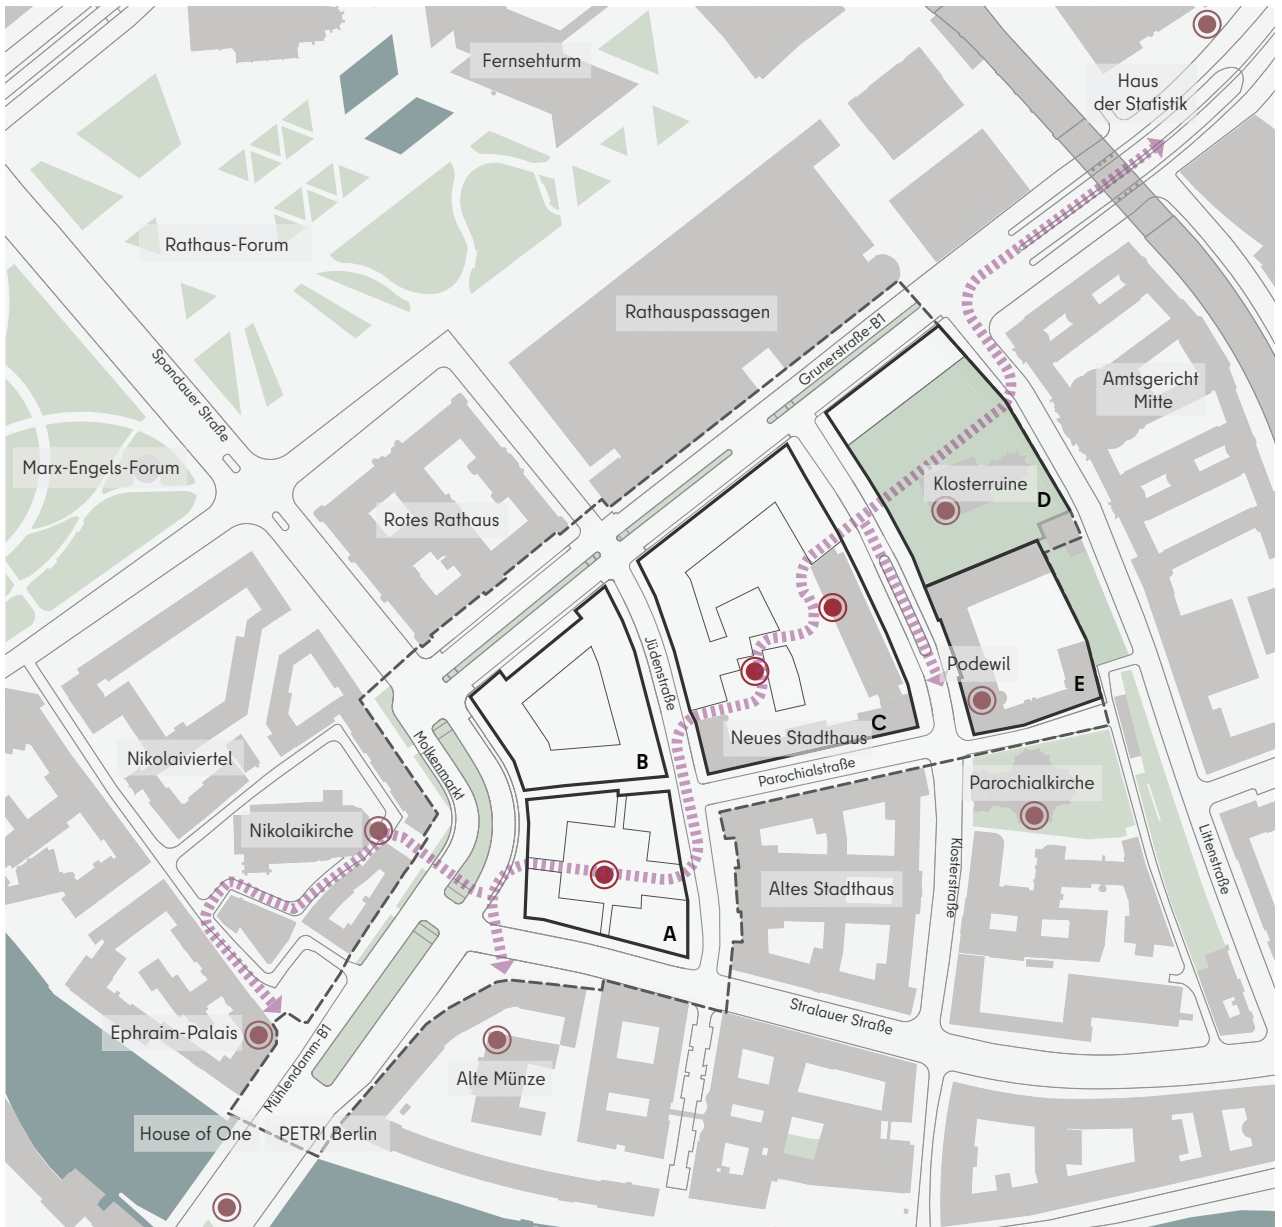 Fernsehturm
Haus
der Statistik
Rathaus-Forum
Rathauspassagen
Grunerstraße-B1
Spandauer Straße
Amtsgericht
Mitte
Marx-Engels-Forum
Klosterruine
D
Rotes Rathaus
Jüdenstraße
Podewil
E
C
Neues Stadthaus
Molkenmarkt
B
Nikolaiviertel
Parochialstraße
Parochialkirche
Nikolaikirche
Klosterstraße
Littenstraße
Altes Stadthaus
A
Stralauer Straße
Ephraim-Palais
Mühlendamm-B1
Alte Münze
House of One
PETRI Berlin